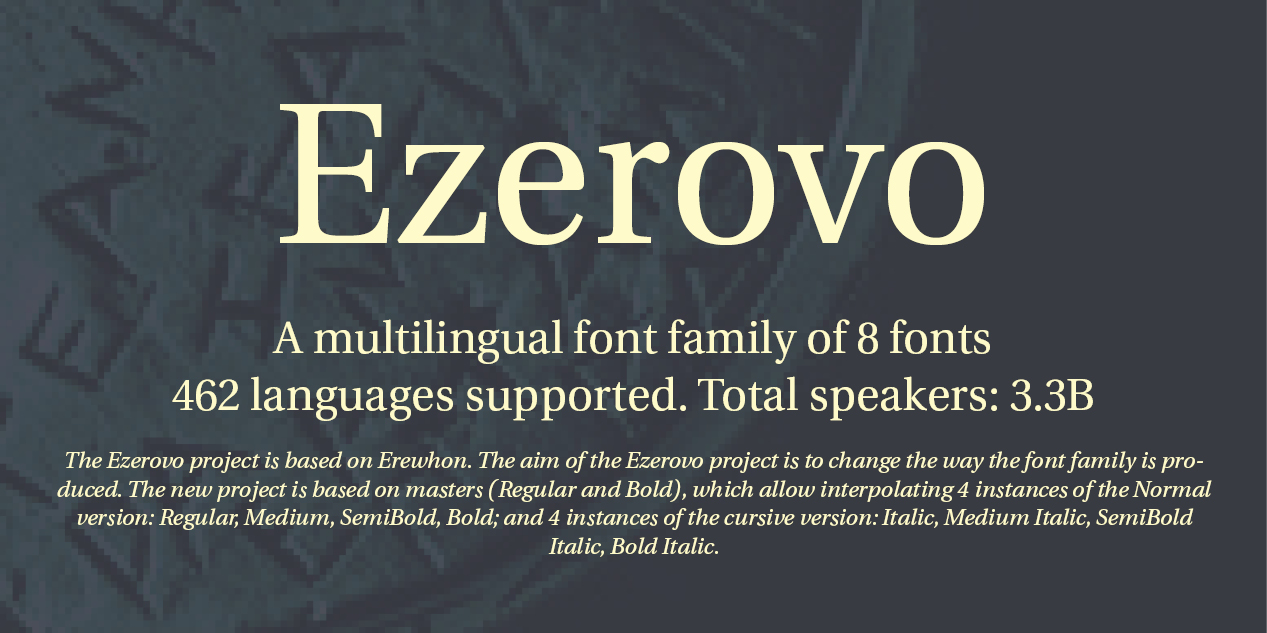 Ezerovo
A multilingual font family of 8 fonts
462 languages supported. Total speakers: 3.3B
The Ezerovo project is based on Erewhon. The aim of the Ezerovo project is to change the way the font family is pro-
duced. The new project is based on masters (Regular and Bold), which allow interpolating 4 instances of the Normal
version: Regular, Medium, SemiBold, Bold; and 4 instances of the cursive version: Italic, Medium Italic, SemiBold
Italic, Bold Italic.